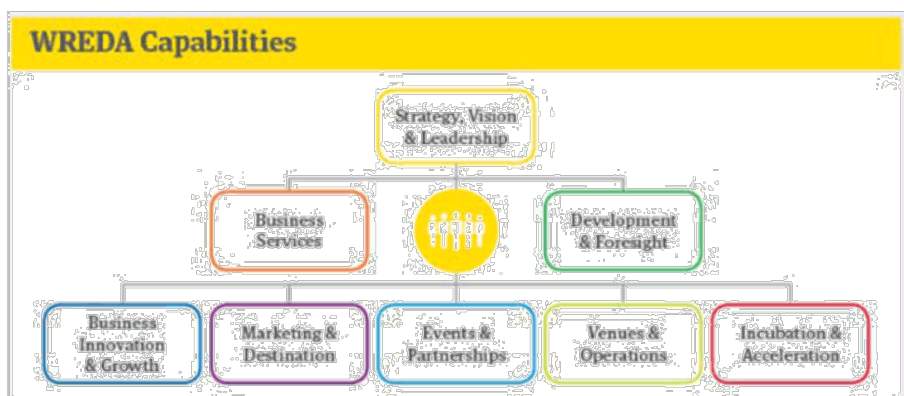 WREDA Capabilities
Strategy, Vision
& Leadership
Business
Services
Development
& Foresight
Business
Innovation
& Growth
Marketing &
Destination
Events &
Partnerships
Venues &
Operations
Incubation &
Acceleration